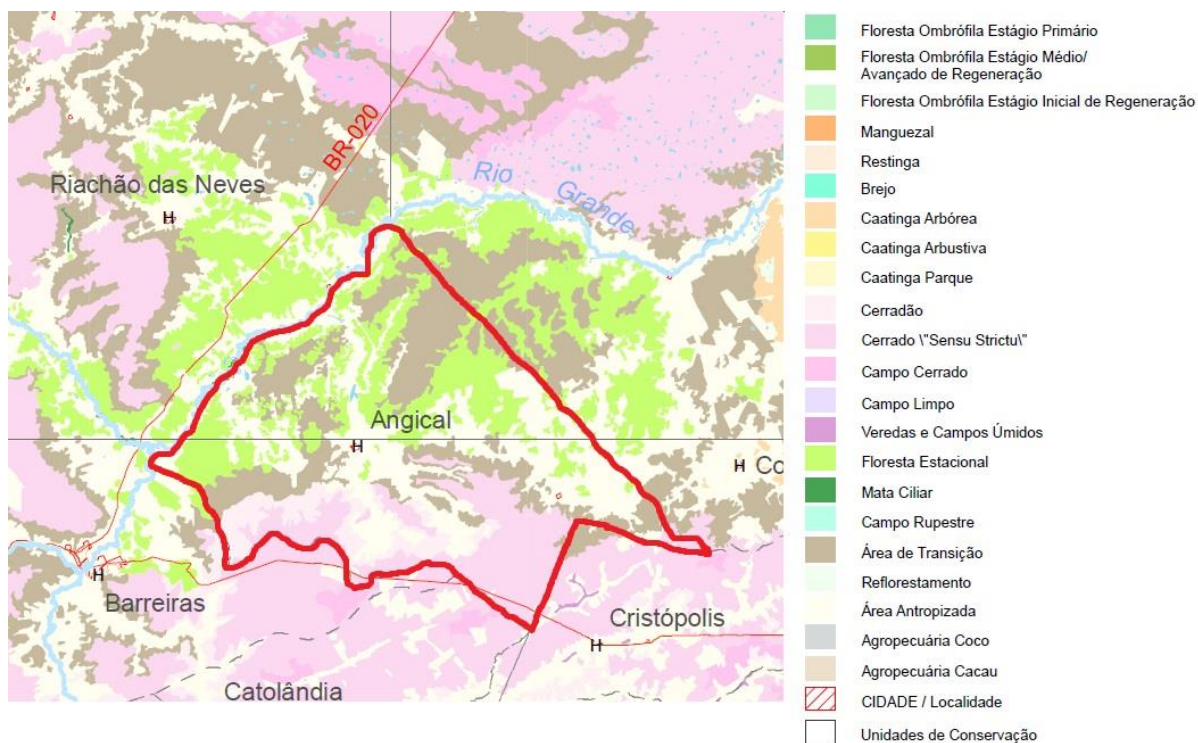 BR-020
Rio Grande
Riachão das Neves
H
Angical
H
H Co
H
Barreiras
Cristópolis
H
Catolândia
Floresta Ombrófila Estágio Primário
Floresta Ombrófila Estágio Médio/
Avançado de Regeneração
Floresta Ombrófila Estágio Inicial de Regeneração
Manguezal
Restinga
Brejo
Caatinga Arbórea
Caatinga Arbustiva
Caatinga Parque
Cerradão
Cerrado \"Sensu Strictu\"
Campo Cerrado
Campo Limpo
Veredas e Campos Úmidos
Floresta Estacional
Mata Ciliar
Campo Rupestre
Área de Transição
Reflorestamento
Área Antropizada
Agropecuária Coco
Agropecuária Cacau
CIDADE / Localidade
Unidades de Conservação